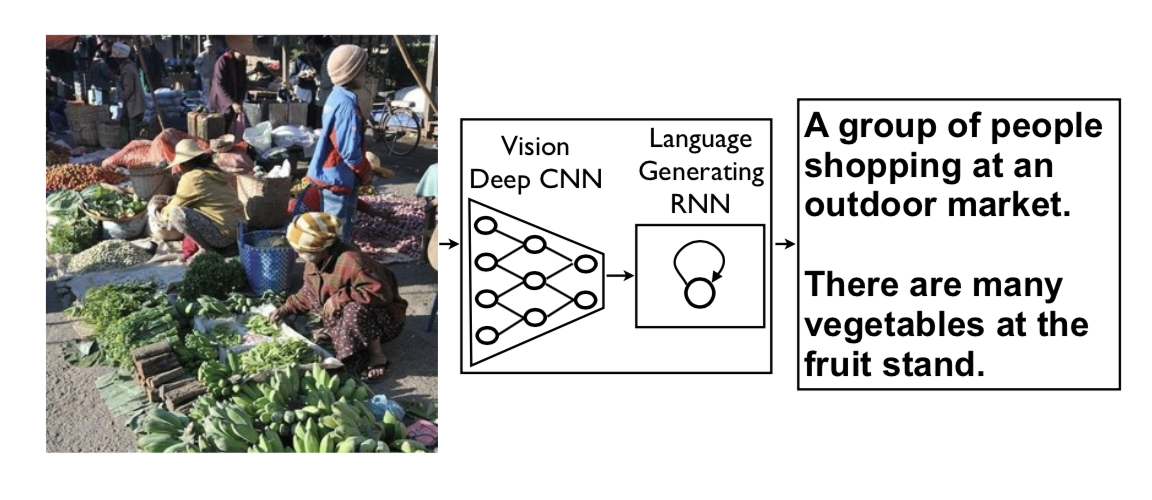 Vision
Deep CNN
Language
Generating
RNN
A group of people
shopping at an
outdoor market.
There are many
vegetables at the
fruit stand.